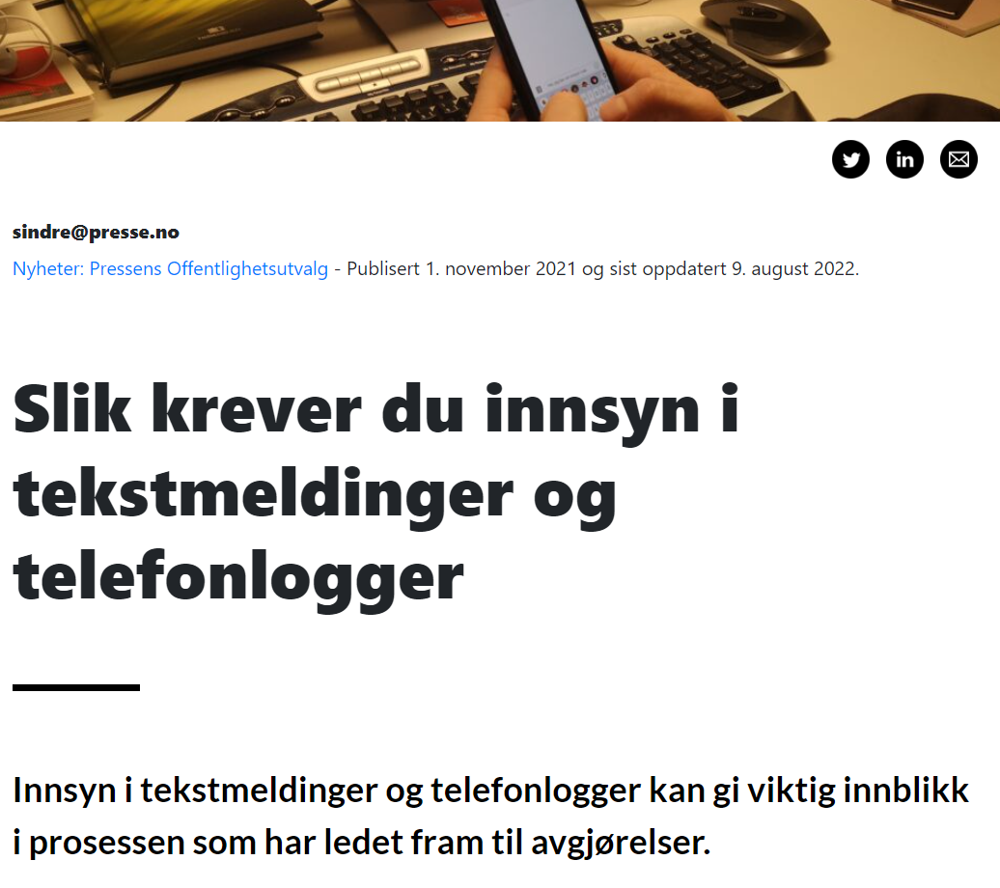 sindre@presse.no
Nyheter: Pressens Offentlighetsutvalg - Publisert 1. november 2021 og sist oppdatert 9. august 2022.
Slik krever du innsyn i
tekstmeldinger og
telefonlogger
Innsyn i tekstmeldinger og telefonlogger kan gi viktig innblikk
i prosessen som har ledet fram til avgjørelser.